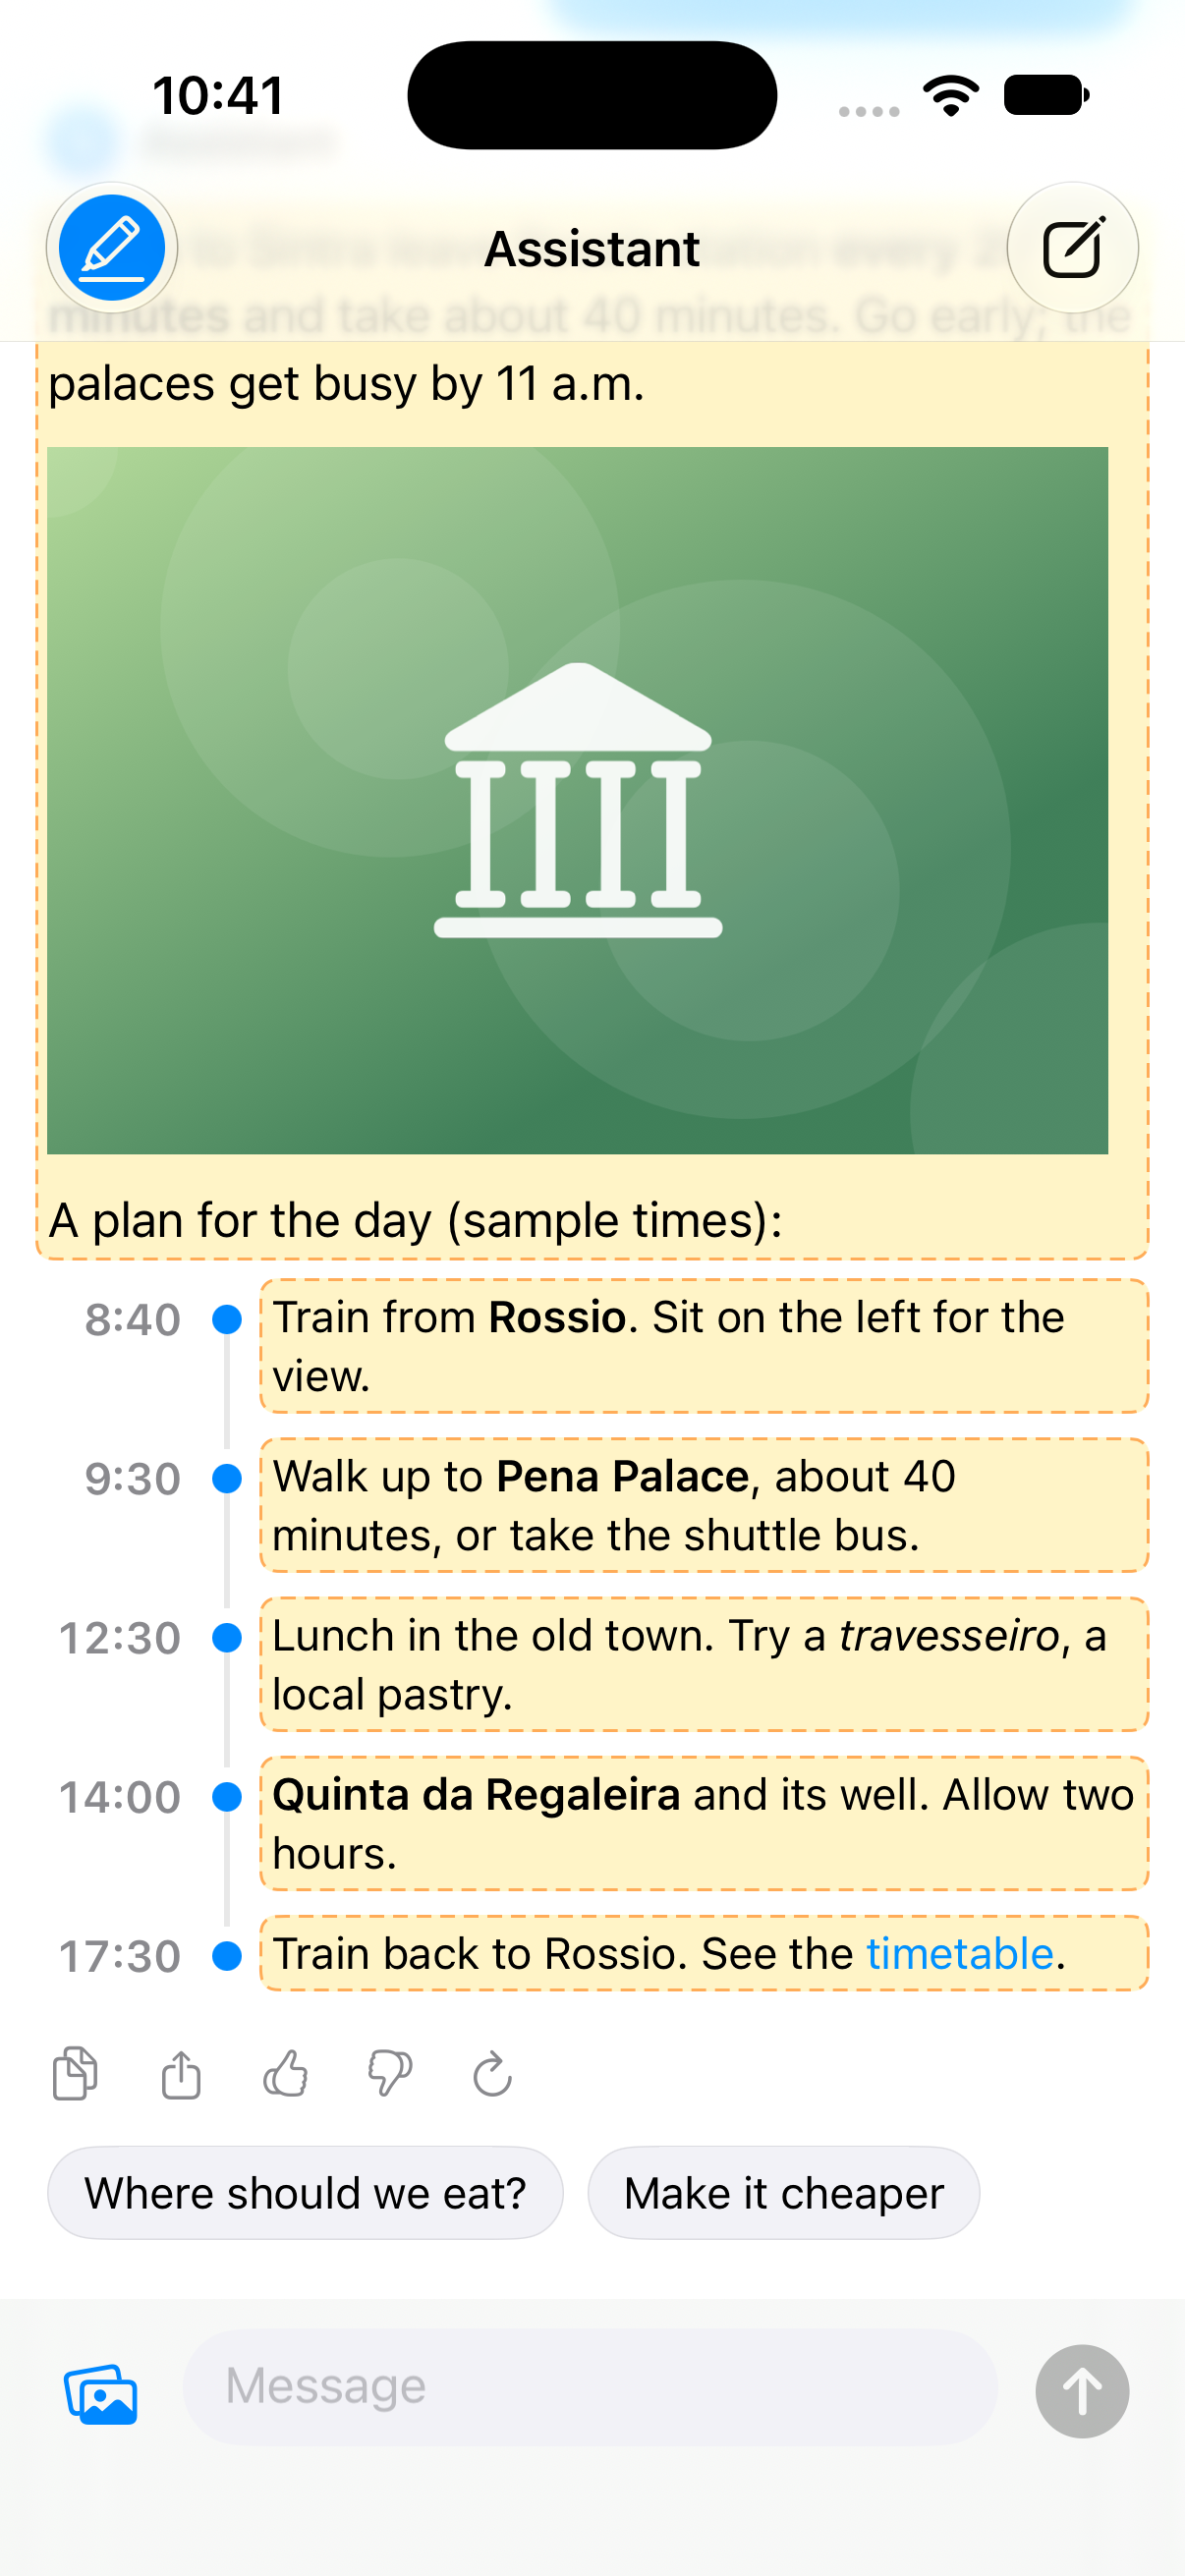 10:41
Assistant
minutes and take about 40 minutes. Go early; the
palaces get busy by 11 a.m.
A plan for the day (sample times):
8:40
Train from Rossio. Sit on the left for the
view.
9:30
Walk up to Pena Palace, about 40
minutes, or take the shuttle bus.
12:30
Lunch in the old town. Try a travesseiro, a
local pastry.
14:00
Quinta da Regaleira and its well. Allow two
hours.
17:30
Train back to Rossio. See the timetable.
Where should we eat?
Make it cheaper
Message